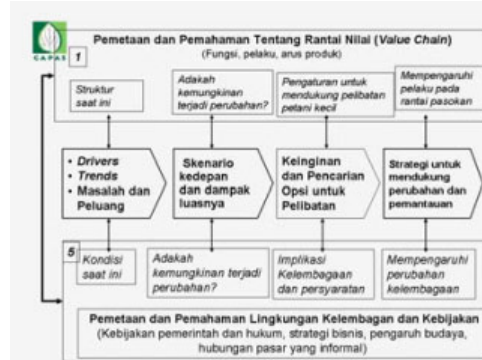 CAPAS
Pemetaan dan Pemahaman Tentang Rantai Nilai (Value Chain)
(Fungsi, pelaku, arus produk)
1
Struktur
saat ini
Adakah
kemungkinan
terjadi perubahan?
Pengaturan untuk
mendukung pelibatan
petani kecil
Mempengaruhi
pelaku pada
rantai pasokan
• Drivers
• Trends
• Masalah dan
Peluang
Skenario
kedepan
dan dampak
luasnya
Keinginan
dan Pencarian
Opsi untuk
Pelibatan
Strategi untuk
mendukung
perubahan dan
pemantauan
5
Kondisi
saat ini
Adakah
kemungkinan terjadi
perubahan?
Implikasi
Kelembagaan
dan persyaratan
Mempengaruhi
perubahan
kelembagaan
Pemetaan dan Pemahaman Lingkungan Kelembagan dan Kebijakan
(Kebijakan pemerintah dan hukum, strategi bisnis, pengaruh budaya,
hubungan pasar yang informal)